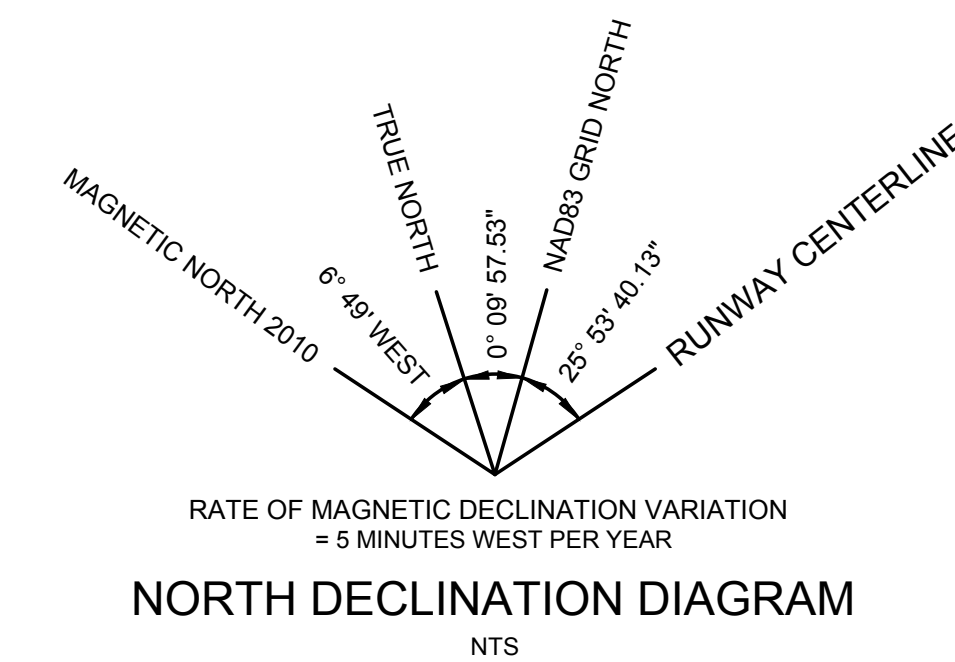 MAGNETIC NORTH 2010
TRUE NORTH
NAD83 GRID NORTH
RUNWAY CENTERLINE
6° 49' WEST
0° 09' 57.53"
25° 53' 40.13"
RATE OF MAGNETIC DECLINATION VARIATION
= 5 MINUTES WEST PER YEAR
NORTH DECLINATION DIAGRAM
NTS